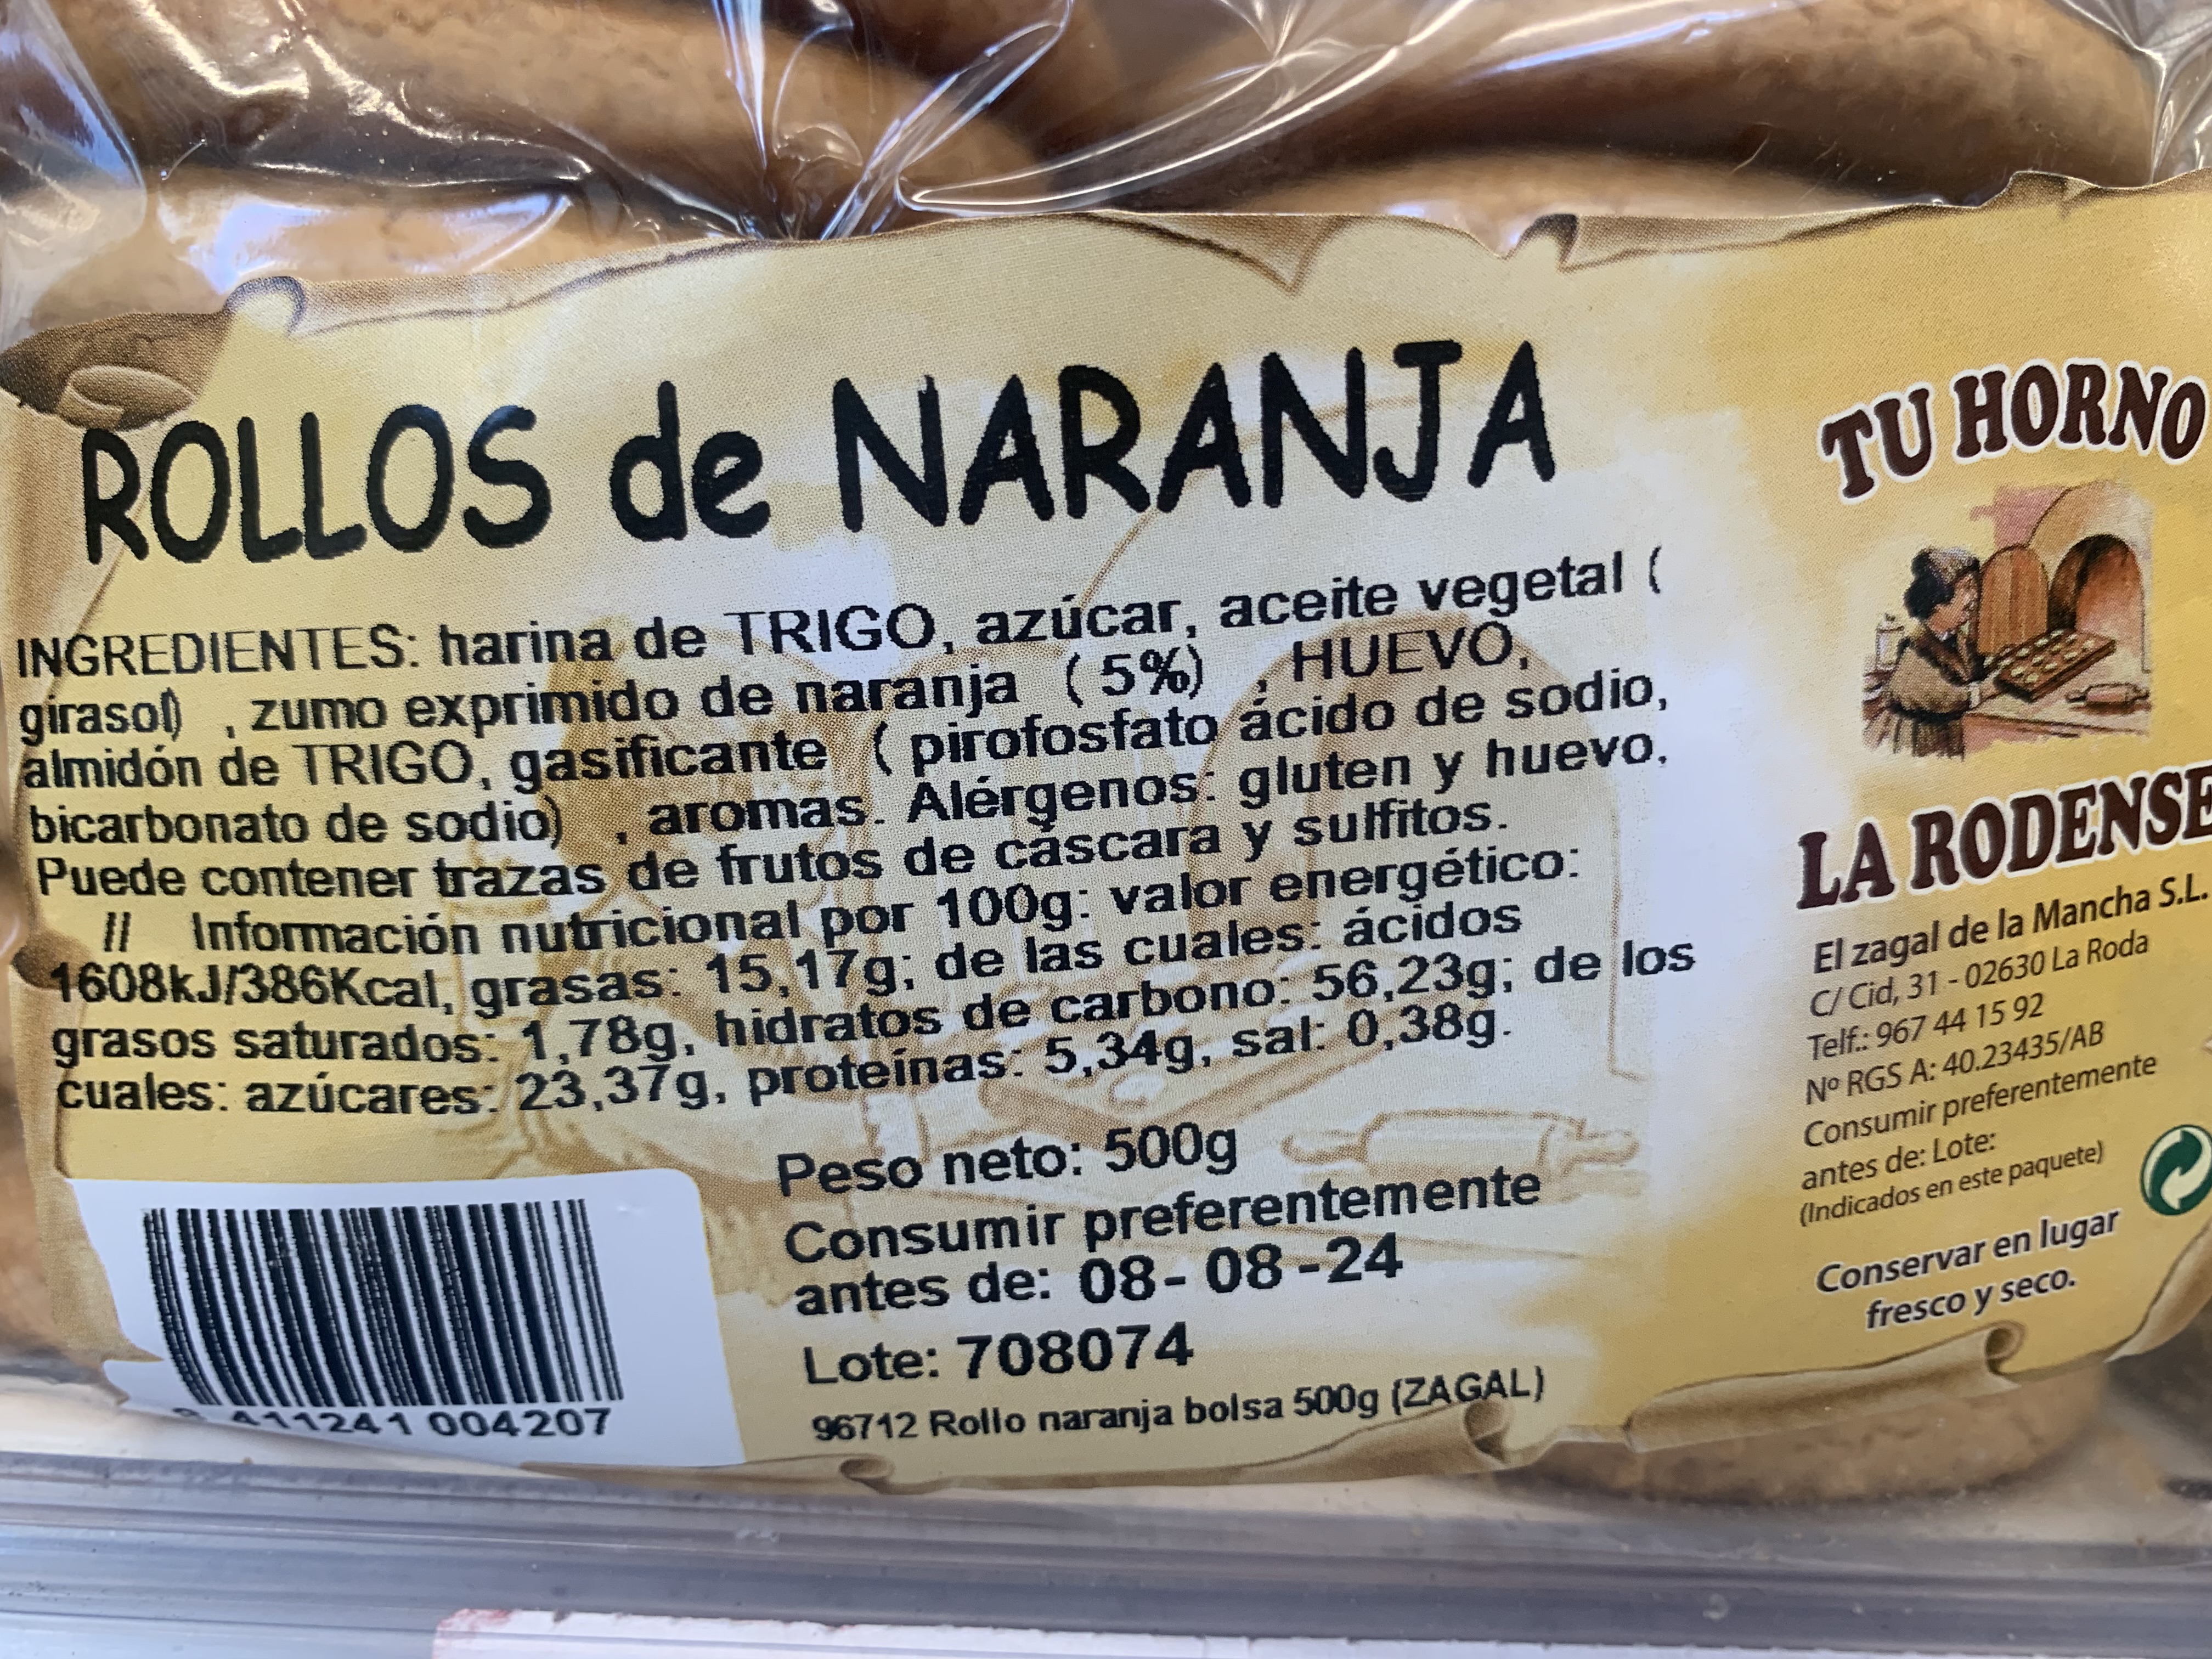 ROLLOS de NARANJA
INGREDIENTES: harina de TRIGO, azúcar, aceite vegetal (
girasol) , zumo exprimido de naranja (5%) , HUEVO,
almidón de TRIGO, gasificante ( pirofosfato ácido de sodio,
bicarbonato de sodio) , aromas. Alérgenos: gluten y huevo.
Puede contener trazas de frutos de cáscara y sulfitos.
// Información nutricional por 100g: valor energético:
1608kJ/386Kcal, grasas: 15,17g; de las cuales: ácidos
grasos saturados: 1,78g, hidratos de carbono: 56,23g; de los
cuales: azúcares: 23,37g, proteínas: 5,34g, sal: 0,38g.
Peso neto: 500g
Consumir preferentemente
antes de: 08-08-24
Lote: 708074
96712 Rollo naranja bolsa 500g (ZAGAL)
411241 004207
TU HORNO
LA RODENSE
El zagal de la Mancha S.L.
C/ Cid, 31 - 02630 La Roda
Telf.: 967 44 15 92
Nº RGS A: 40.23435/AB
Consumir preferentemente
antes de: Lote:
(Indicados en este paquete)
Conservar en lugar
fresco y seco.